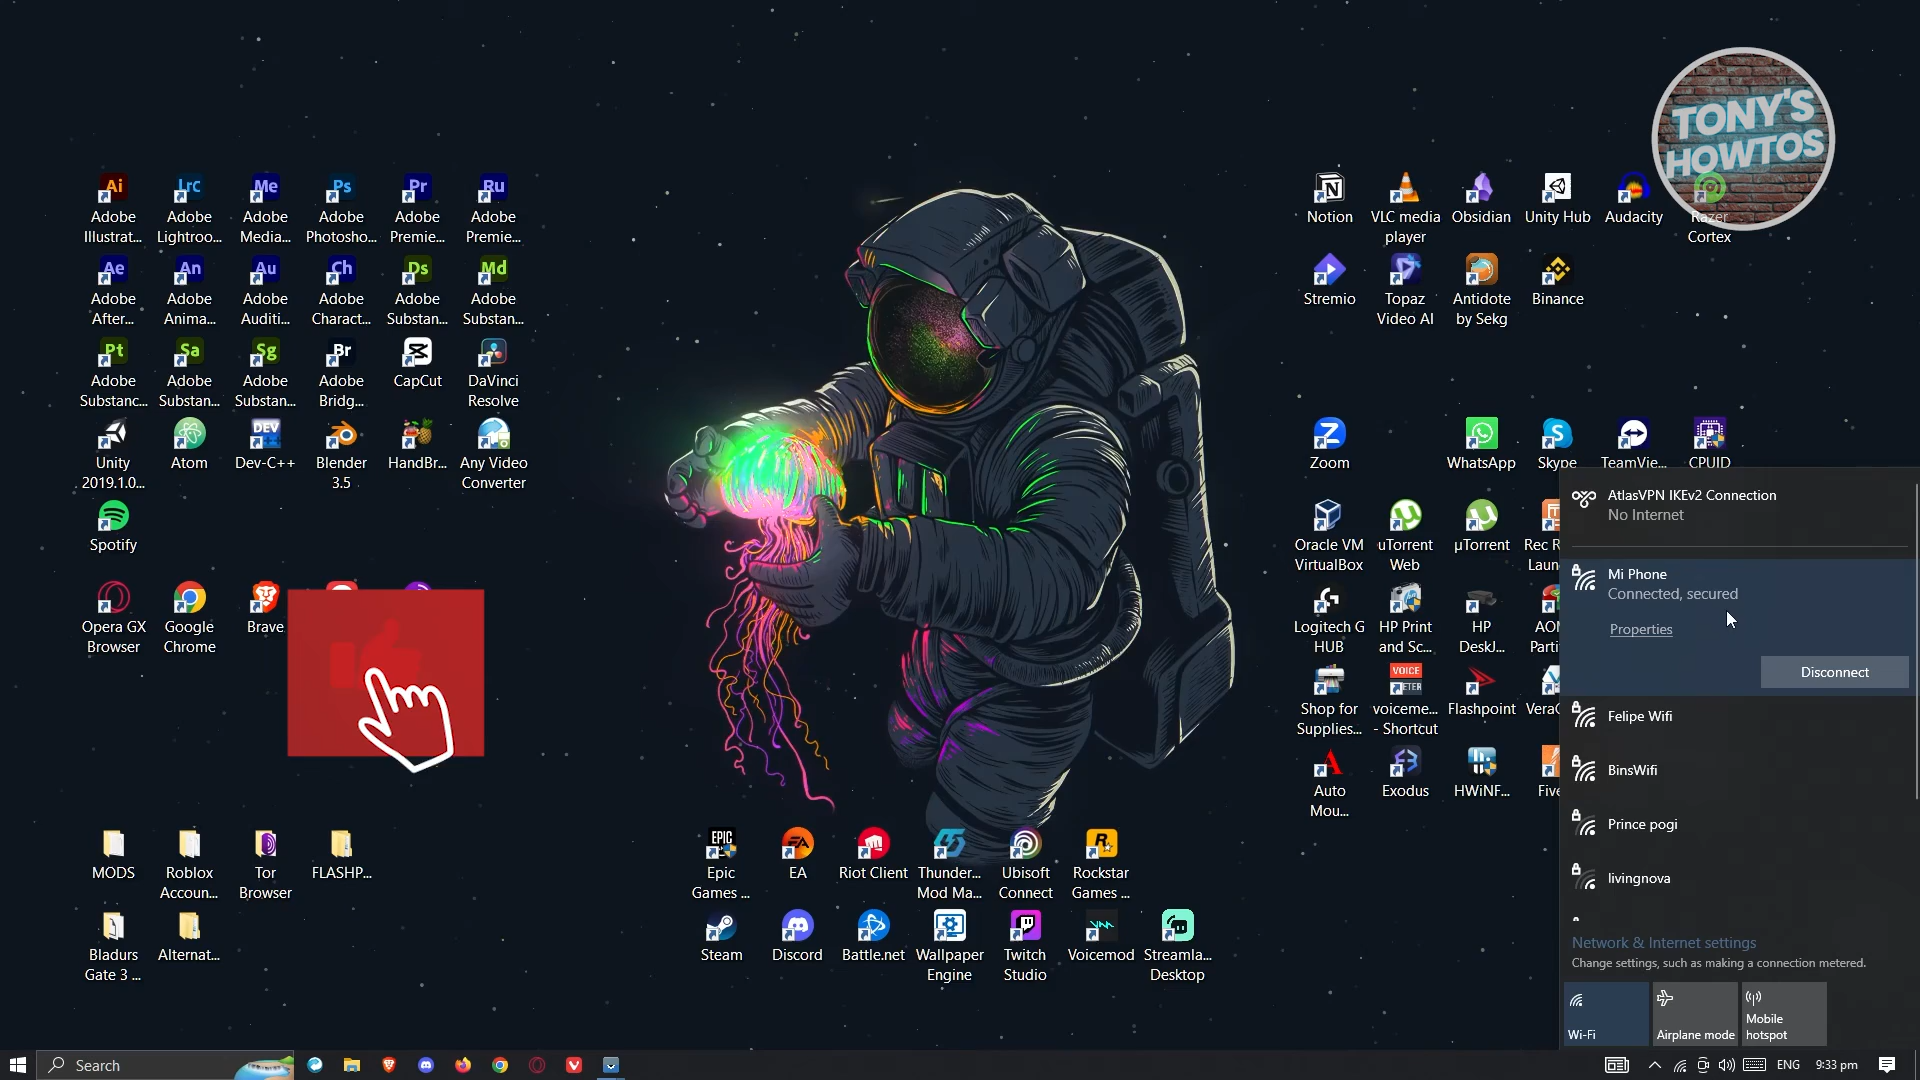 TONY'S
HOWTOS
Ai
LrC
Me
Ps
Pr
Ru
Adobe
Illustrat...
Adobe
Lightroo...
Adobe
Media...
Adobe
Photosho...
Adobe
Premie...
Adobe
Premie...
Ae
An
Au
Ch
Ds
Md
Adobe
After...
Adobe
Anima...
Adobe
Auditi...
Adobe
Charact...
Adobe
Substan...
Adobe
Substan...
Pt
Sa
Sg
Br
Adobe
Substanc...
Adobe
Substan...
Adobe
Substan...
Adobe
Bridg...
CapCut
DaVinci
Resolve
DEV
Unity
2019.1.0...
Atom
Dev-C++
Blender
3.5
HandBr...
Any Video
Converter
Spotify
Opera GX
Browser
Google
Chrome
Brave
MODS
Roblox
Accoun...
Tor
Browser
FLASHP...
Bladurs
Gate 3 ...
Alternat...
EPIC
EA
Epic
Games ...
EA
Riot Client
Thunder...
Mod Ma...
Ubisoft
Connect
Rockstar
Games ...
Steam
Discord
Battle.net
Wallpaper
Engine
Twitch
Studio
Voicemod
Streamla...
Desktop
Notion
VLC media
player
Obsidian
Unity Hub
Audacity
Razer
Cortex
Stremio
Topaz
Video AI
Antidote
by Sekg
Binance
Zoom
WhatsApp
Skype
TeamVie...
CPUID
Oracle VM
VirtualBox
uTorrent
Web
µTorrent
Rec R
Laun
Logitech G
HUB
HP Print
and Sc...
HP
DeskJ...
AOM
Parti
VOICE
Shop for
Supplies...
voiceme...
- Shortcut
Flashpoint
VeraC
Auto
Mou...
Exodus
HWiNF...
Five
AtlasVPN IKEv2 Connection
No Internet
Mi Phone
Connected, secured
Properties
Disconnect
Felipe Wifi
BinsWifi
Prince pogi
livingnova
Network & Internet settings
Change settings, such as making a connection metered.
Wi-Fi
Airplane mode
Mobile
hotspot
Search
ENG
9:33 pm